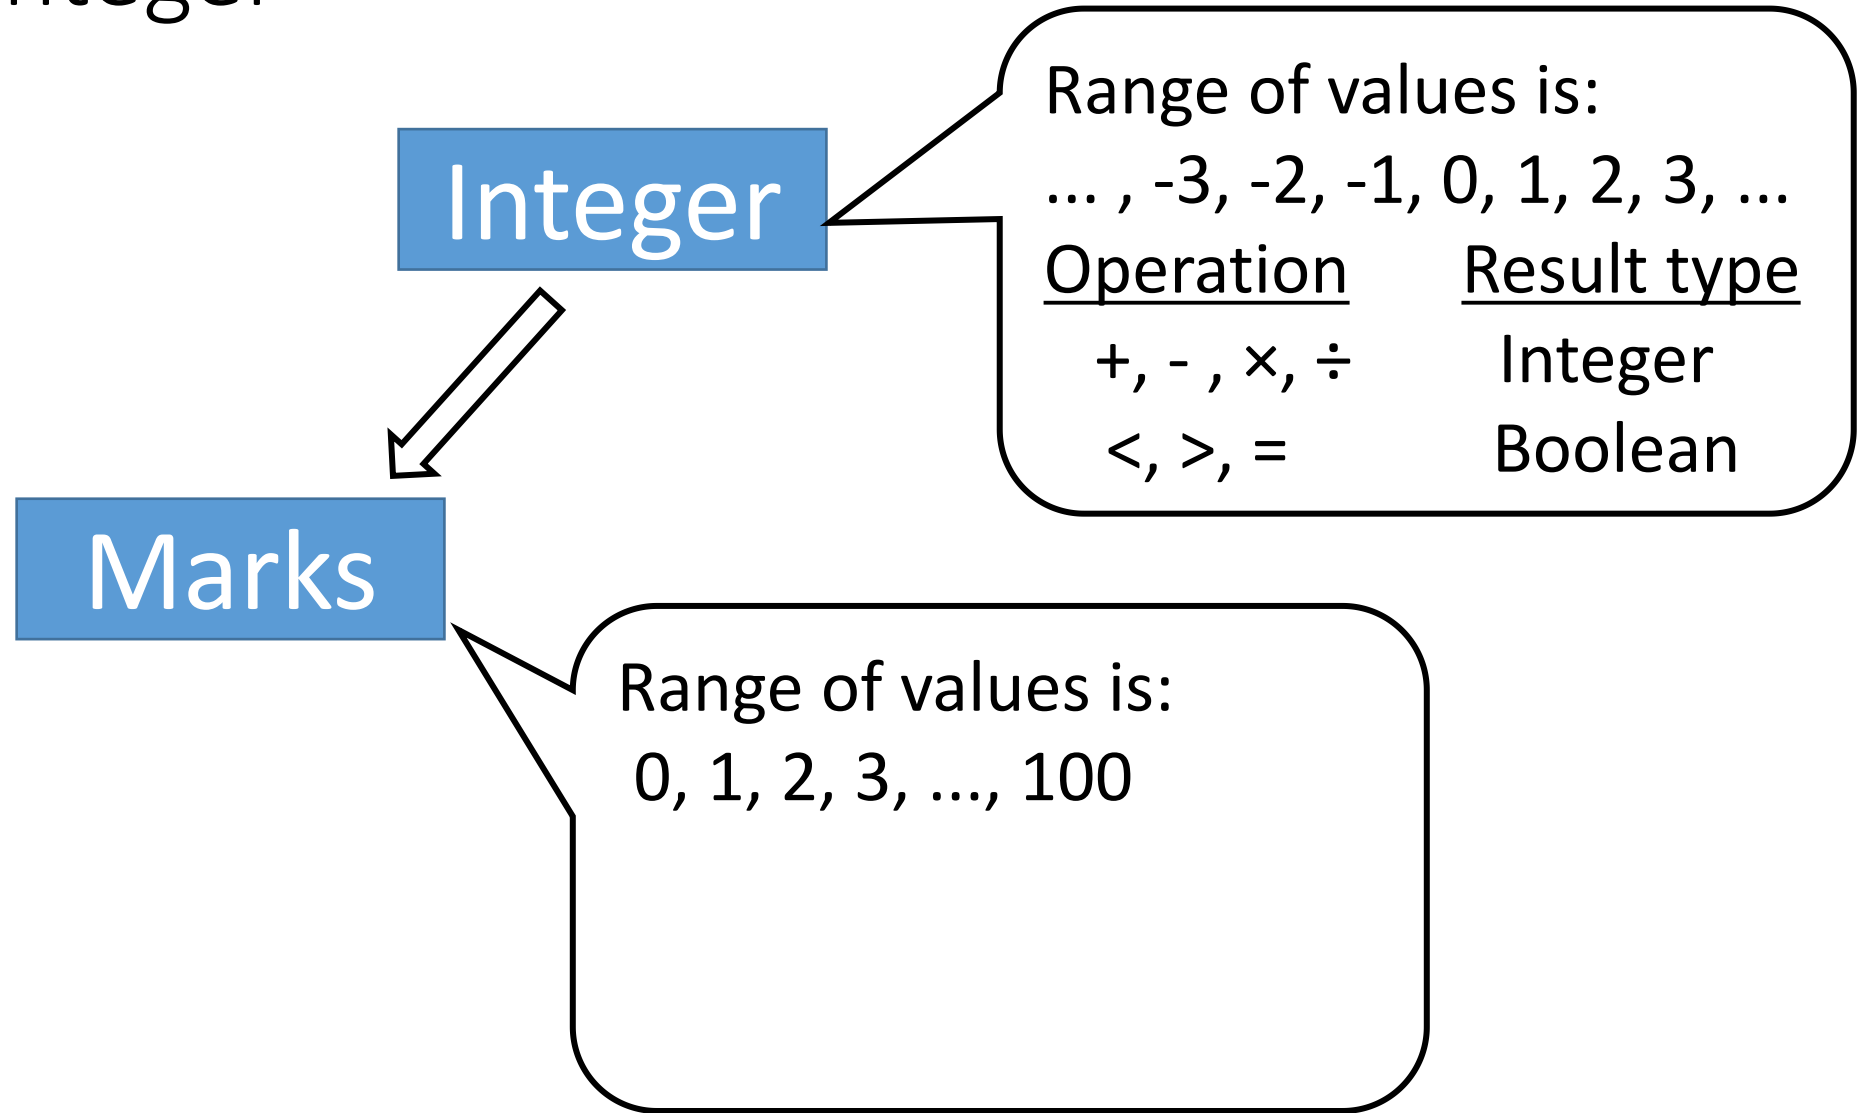 Integer
Range of values is:
... , -3, -2, -1, 0, 1, 2, 3, ...
Operation Result type
+, - , ×, ÷ Integer
<, >, = Boolean
Marks
Range of values is:
0, 1, 2, 3, ..., 100